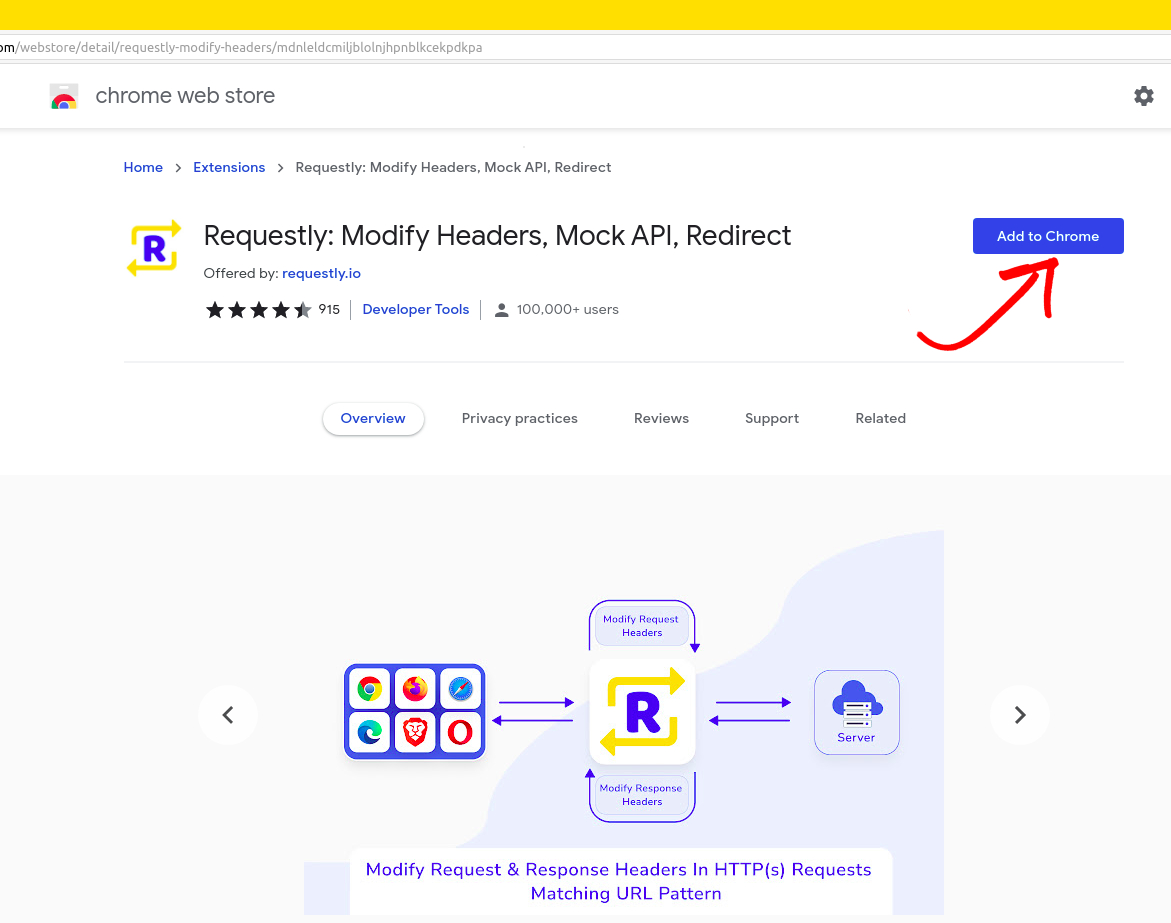 om/webstore/detail/requestly-modify-headers/mdnleldcmiljblolnjhpnblkcekpdkpa
chrome web store
Home > Extensions > Requestly: Modify Headers, Mock API, Redirect
R
Requestly: Modify Headers, Mock API, Redirect
Add to Chrome
Offered by: requestly.io
915 Developer Tools 100,000+ users
Overview Privacy practices Reviews Support Related
Modify Request
Headers
R
Server
Modify Response
Headers
Modify Request & Response Headers In HTTP(s) Requests
Matching URL Pattern